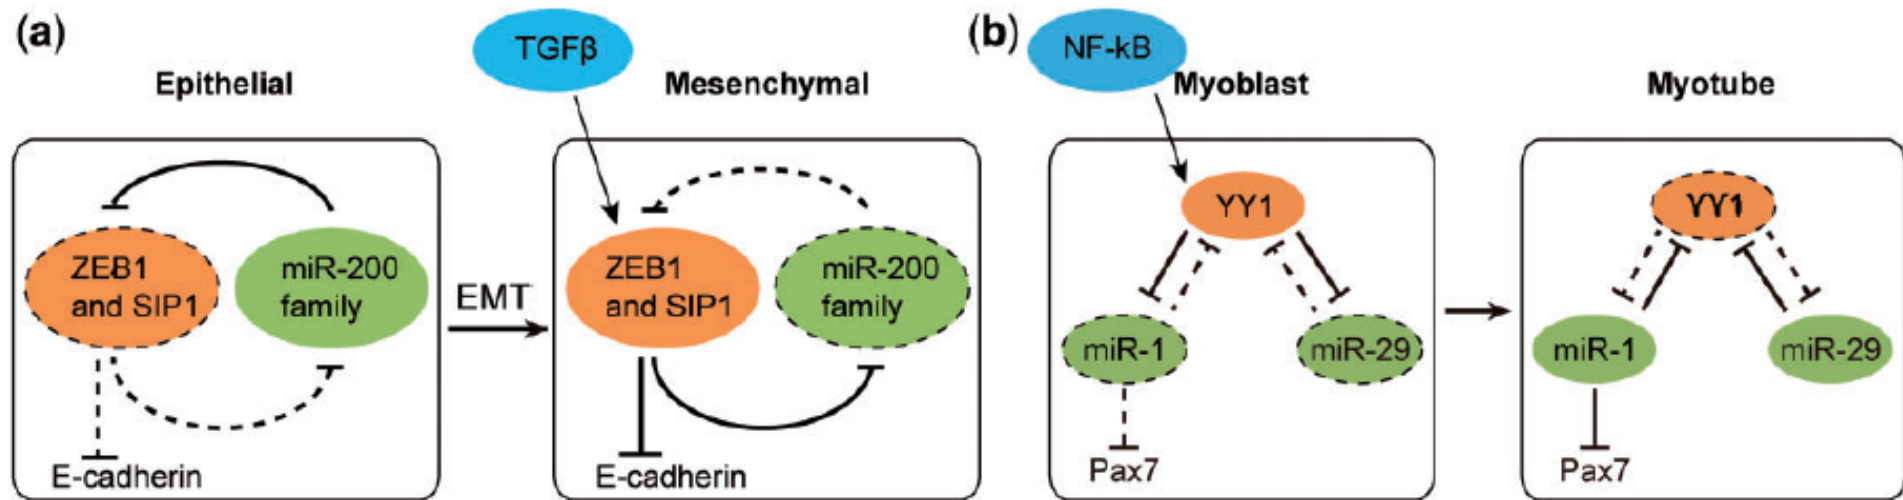 (a)
Epithelial
ZEB1
and SIP1
miR-200
family
E-cadherin
EMT
TGFβ
Mesenchymal
ZEB1
and SIP1
miR-200
family
E-cadherin
(b)
NF-kB
Myoblast
YY1
miR-1
miR-29
Pax7
Myotube
YY1
miR-1
miR-29
Pax7